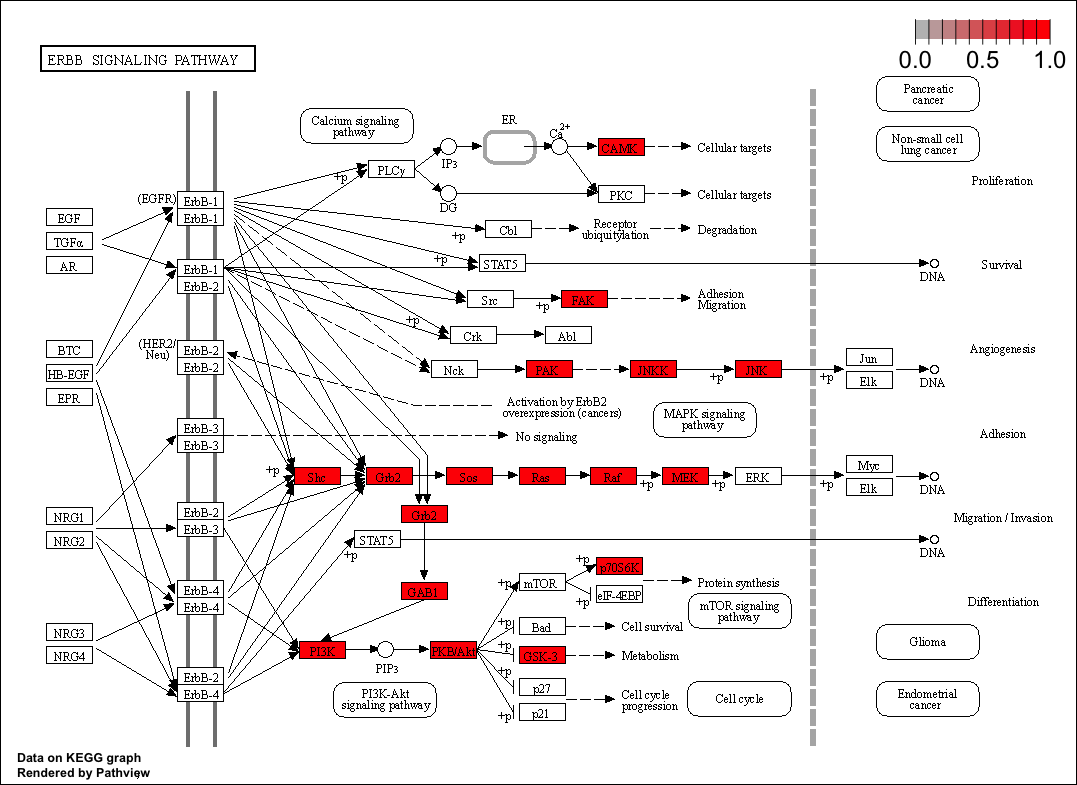 0.0 0.5 1.0
ERBB SIGNALING PATHWAY
Pancreatic
cancer
Non-small cell
lung cancer
Calcium signaling
pathway
ER
Ca2+
IP3
CAMK
Cellular targets
+p
PLCγ
DG
PKC
Cellular targets
Proliferation
(EGFR)
ErbB-1
ErbB-1
EGF
TGFα
AR
+p
Cbl
Receptor
ubiquitylation
Degradation
ErbB-1
ErbB-2
+p
STAT5
DNA
Survival
Src
+p
FAK
Adhesion
Migration
+p
Crk
Abl
(HER2/
Neu)
ErbB-2
ErbB-2
BTC
HB-EGF
EPR
Nck
PAK
JNKK
+p
JNK
+p
Jun
Elk
DNA
Angiogenesis
Activation by ErbB2
overexpression (cancers)
MAPK signaling
pathway
ErbB-3
ErbB-3
No signaling
Adhesion
+p
Shc
Grb2
Sos
Ras
Raf
+p
MEK
+p
ERK
+p
Myc
Elk
DNA
NRG1
NRG2
ErbB-2
ErbB-3
Grb2
Migration / Invasion
STAT5
+p
DNA
ErbB-4
ErbB-4
GAB1
+p
+p
mTOR
+p
p70S6K
eIF-4EBP
Protein synthesis
mTOR signaling
pathway
Differentiation
NRG3
NRG4
+p
Bad
Cell survival
Glioma
PI3K
PIP3
PKB/Akt
+p
GSK-3
Metabolism
ErbB-2
ErbB-4
PI3K-Akt
signaling pathway
+p
p27
+p
p21
Cell cycle
progression
Cell cycle
Endometrial
cancer
Data on KEGG graph
Rendered by Pathview